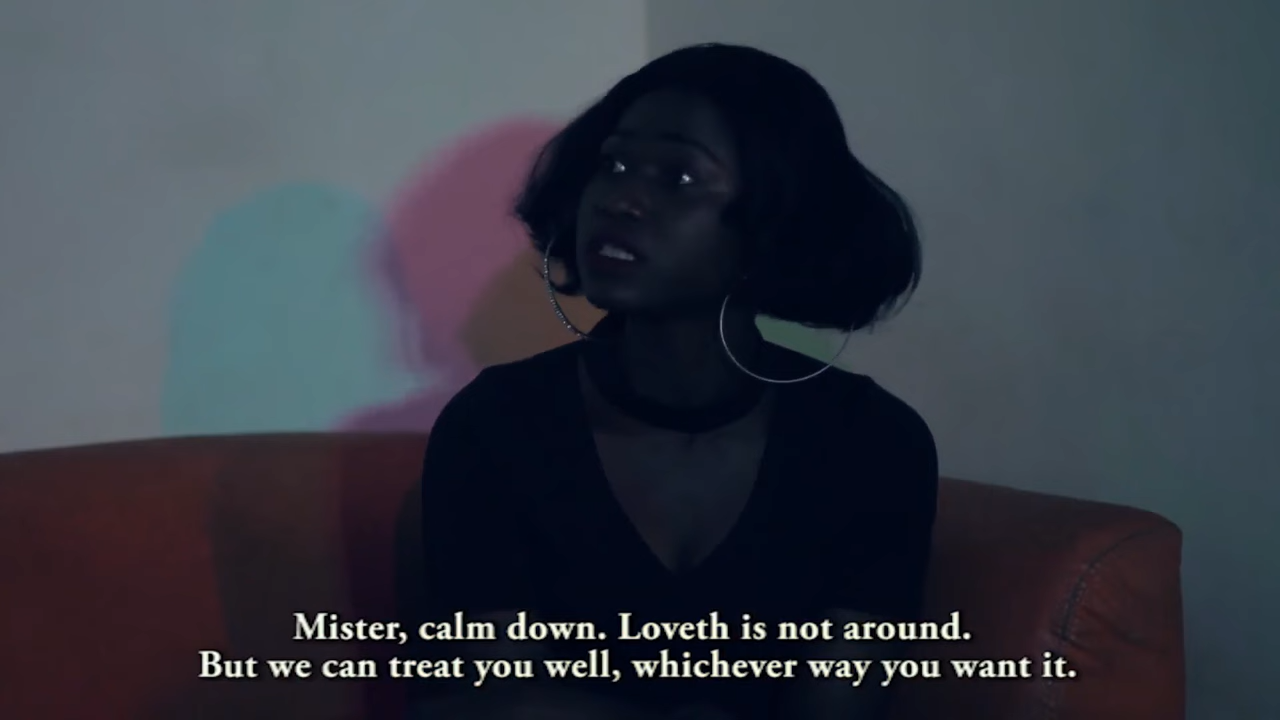 Mister, calm down. Loveth is not around.
But we can treat you well, whichever way you want it.